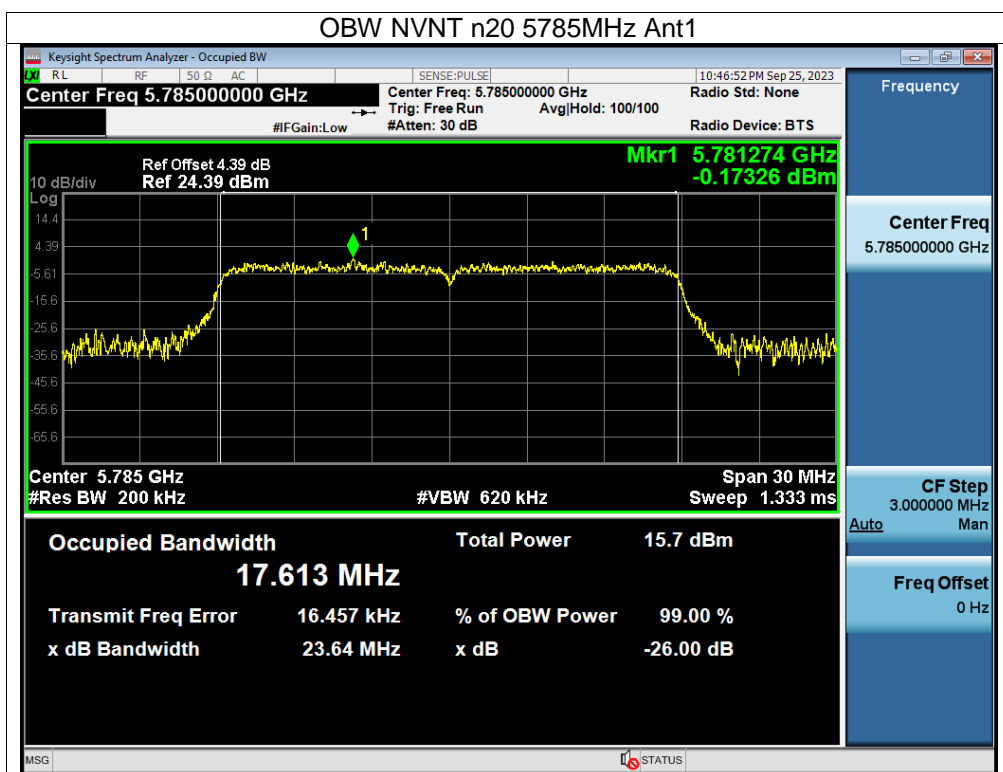 OBW NVNT n20 5785MHz Ant1
Keysight Spectrum Analyzer - Occupied BW
LXI RL RF 50 Ω AC SENSE:PULSE 10:46:52 PM Sep 25, 2023
Center Freq 5.785000000 GHz Center Freq: 5.785000000 GHz Radio Std: None
Trig: Free Run Avg|Hold: 100/100
#IFGain:Low #Atten: 30 dB Radio Device: BTS
Ref Offset 4.39 dB Mkr1 5.781274 GHz
10 dB/div Ref 24.39 dBm -0.17326 dBm
Log
14.4
1
4.39
-5.61
-15.6
-25.6
-35.6
-45.6
-55.6
-65.6
Center 5.785 GHz Span 30 MHz
#Res BW 200 kHz #VBW 620 kHz Sweep 1.333 ms
Occupied Bandwidth Total Power 15.7 dBm
17.613 MHz
Transmit Freq Error 16.457 kHz % of OBW Power 99.00 %
x dB Bandwidth 23.64 MHz x dB -26.00 dB
Frequency
Center Freq
5.785000000 GHz
CF Step
3.000000 MHz
Auto Man
Freq Offset
0 Hz
MSG STATUS